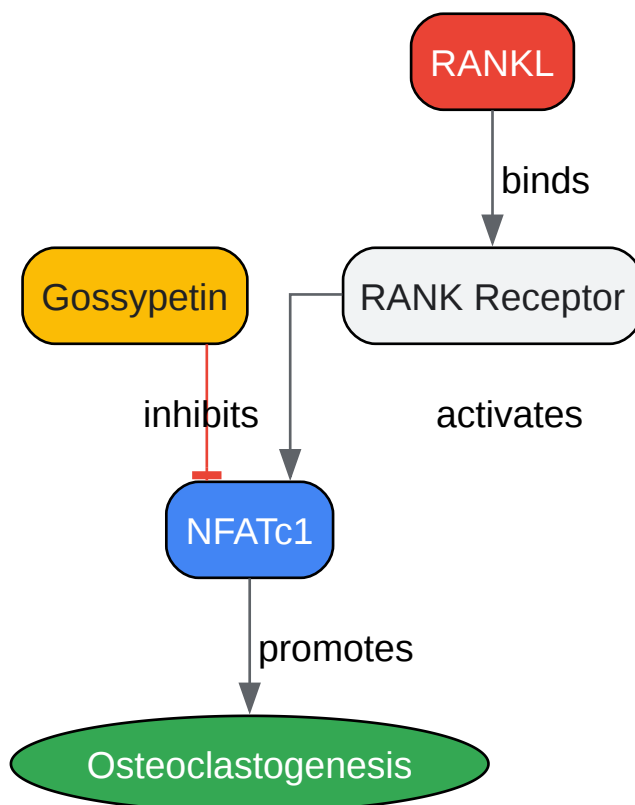 RANKL
binds
Gossypetin
RANK Receptor
inhibits
activates
NFATc1
promotes
Osteoclastogenesis